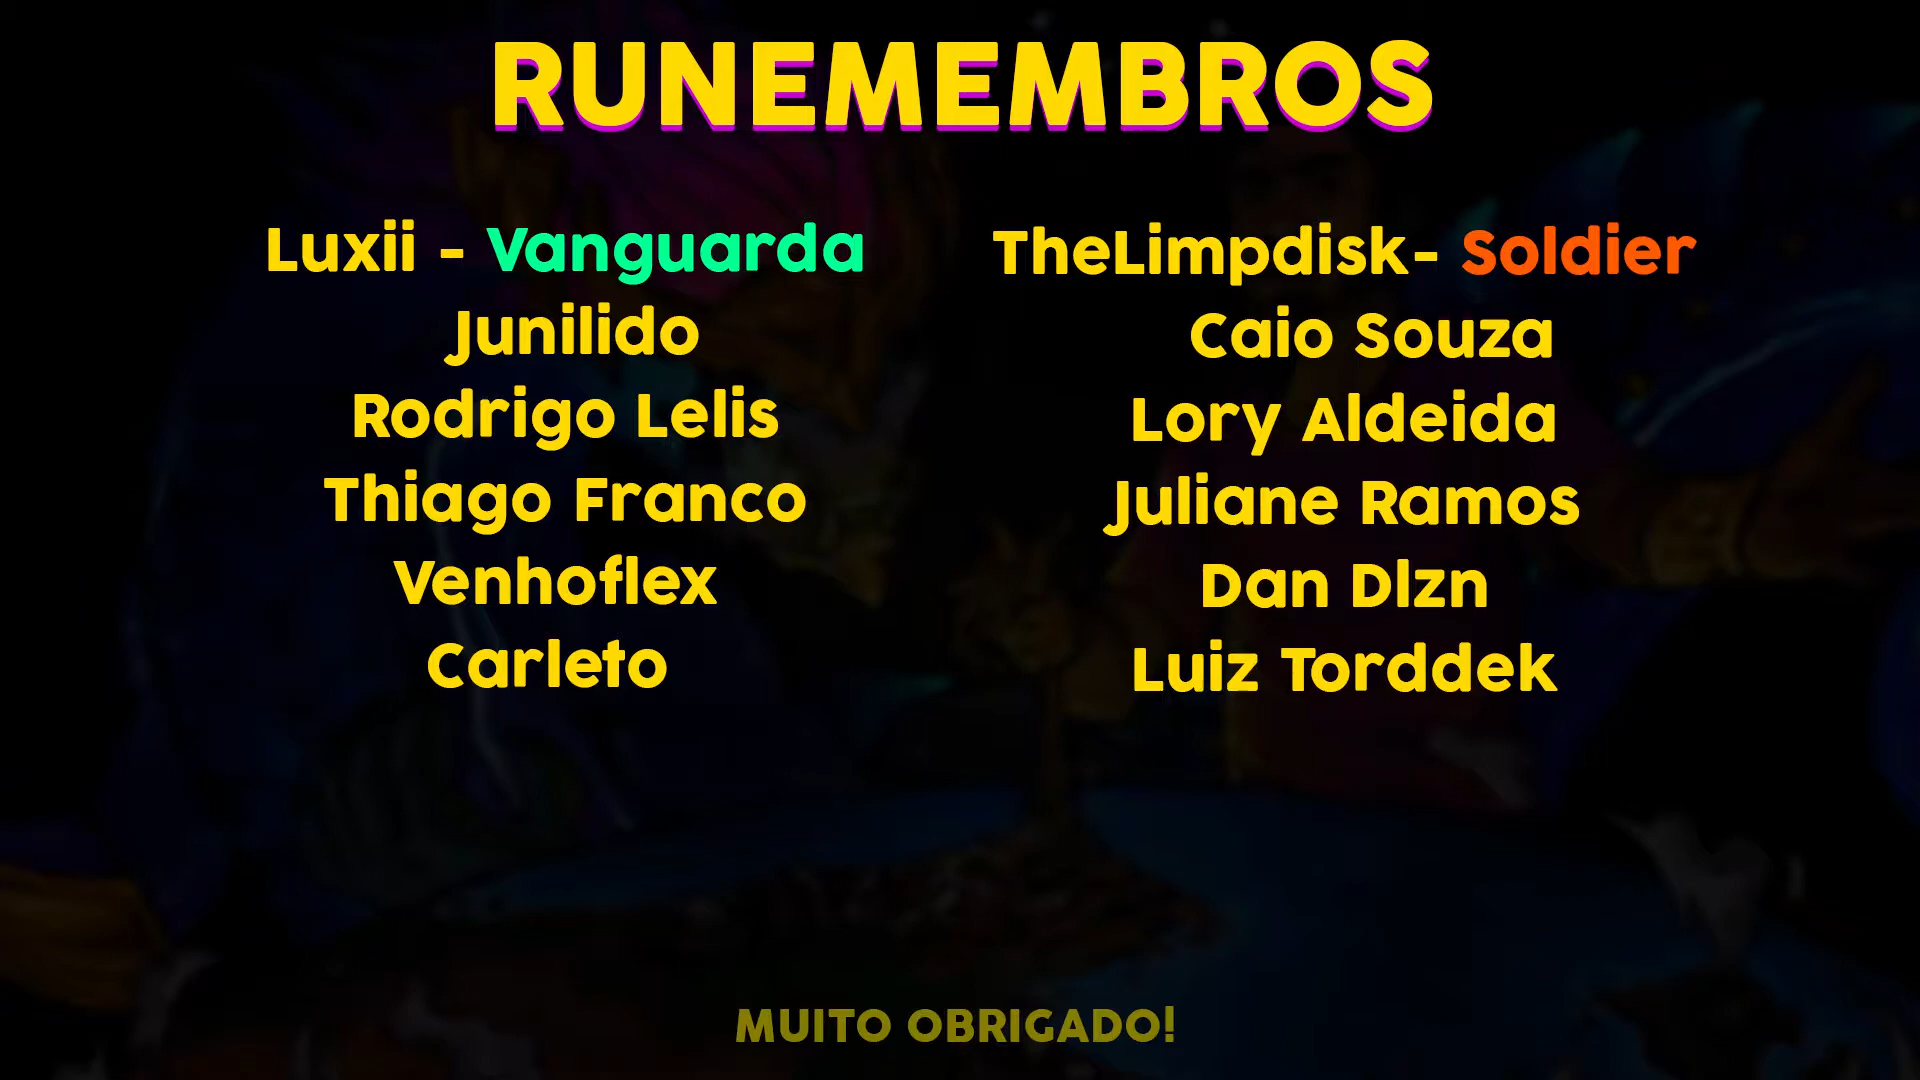 RUNEMEMBROS
Luxii - Vanguarda
Junilido
Rodrigo Lelis
Thiago Franco
Venhoflex
Carleto
TheLimpdisk- Soldier
Caio Souza
Lory Aldeida
Juliane Ramos
Dan Dlzn
Luiz Torddek
MUITO OBRIGADO!